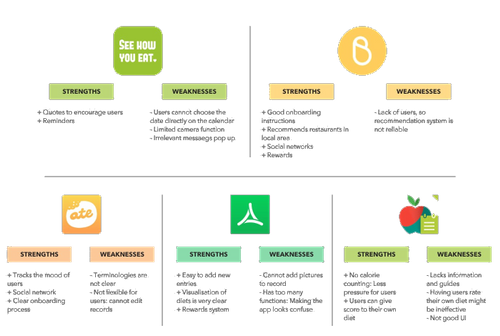 SEE HOW
YOU EAT.
STRENGTHS
WEAKNESSES
+ Quotes to encourage users
+ Reminders
- Users cannot choose the
date directly on the calendar
- Limited camera function
- Irrelevant messaegs pop up
B
STRENGTHS
WEAKNESSES
+ Good onboarding
instructions
+ Recommends restaurants in
local area
+ Social networks
+ Rewards
- Lack of users, so
recommendation system is
not reliable
ate
STRENGTHS
WEAKNESSES
+ Tracks the mood of
users
+ Social network
+ Clear onboarding
process
- Terminologies are
not clear
- Not flexible for
users: cannot edit
records
STRENGTHS
WEAKNESSES
+ Easy to add new
entries
+ Visualisation of
diets is very clear
+ Rewards system
- Cannot add pictures
to record
- Has too many
functions: Making the
app looks confuse
STRENGTHS
WEAKNESSES
+ No calorie
counting: Less
pressure for users
+ Users can give
score to their own
diet
- Lacks information
and guides
- Having users rate
their own diet might
be ineffective
- Not good UI